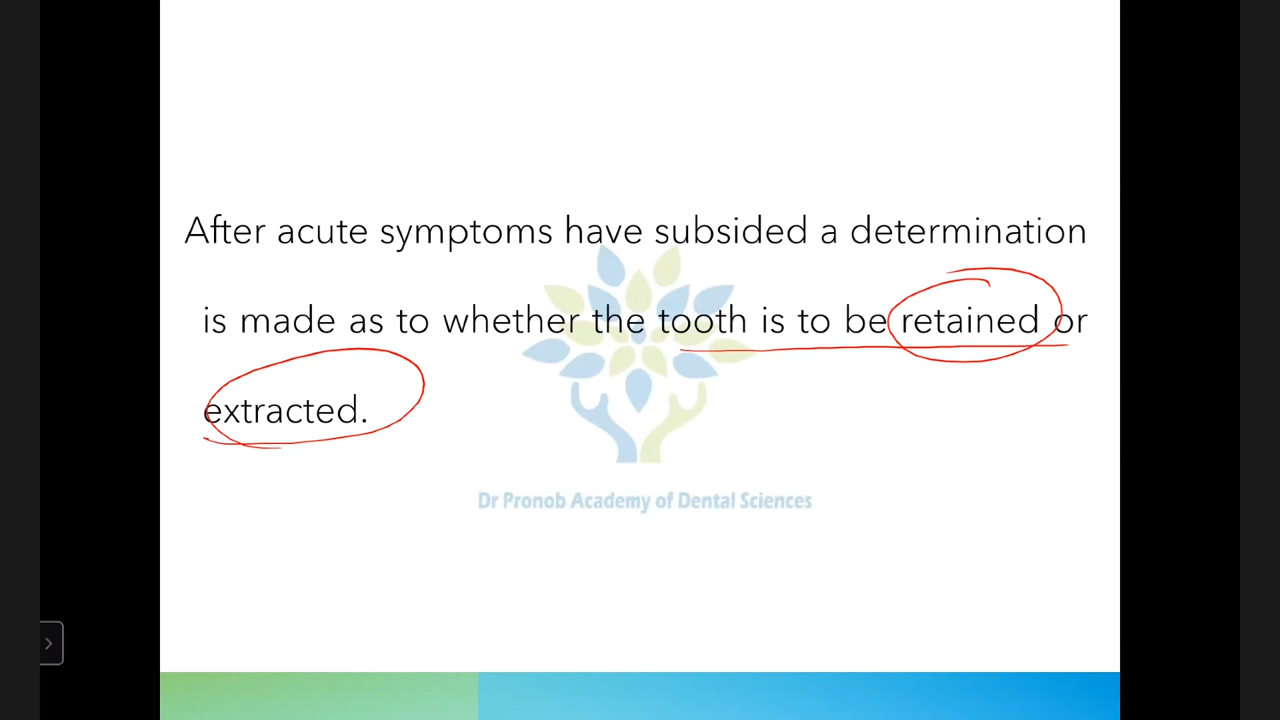 After acute symptoms have subsided a determination
is made as to whether the tooth is to be retained or
extracted.
Dr Pronob Academy of Dental Sciences